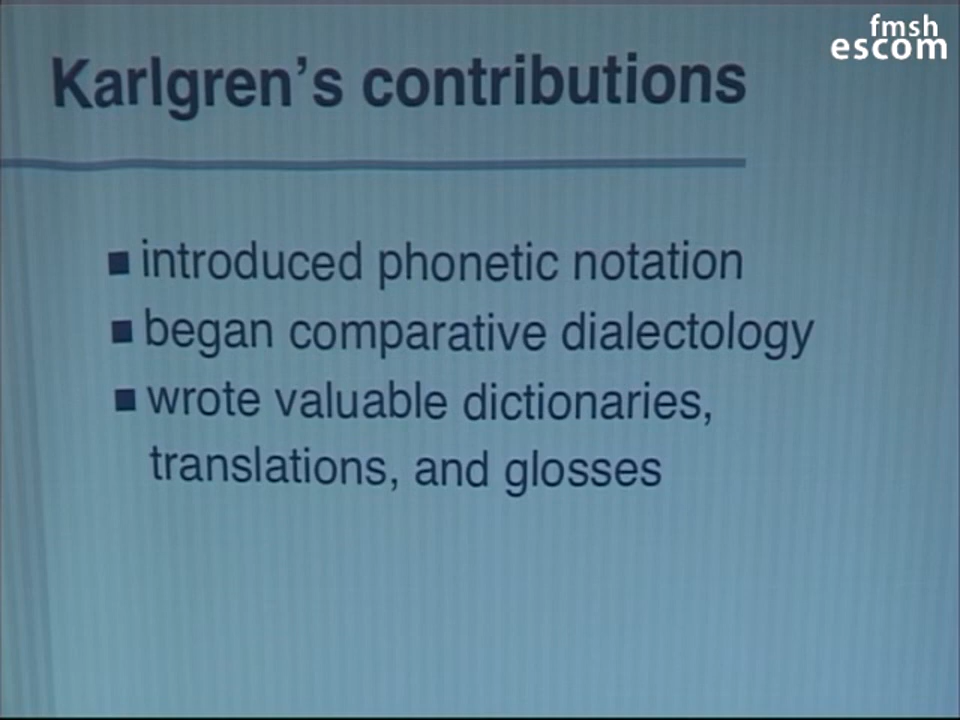 fmsh
escom
Karlgren's contributions
■ introduced phonetic notation
■ began comparative dialectology
■ wrote valuable dictionaries,
translations, and glosses